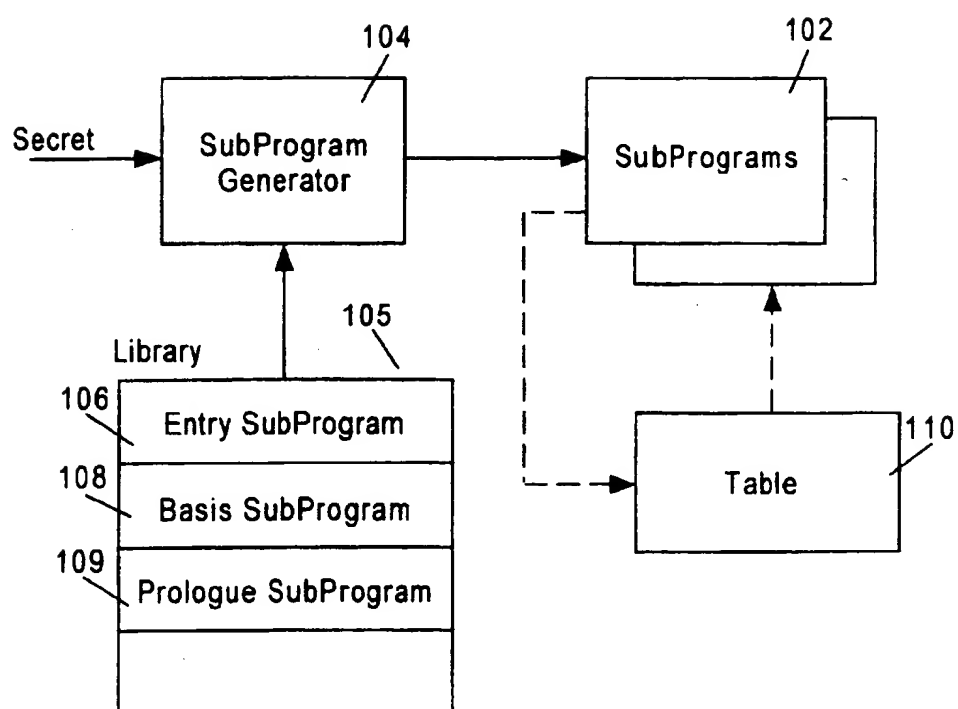 104
102
Secret
SubProgram
Generator
SubPrograms
105
Library
106
Entry SubProgram
110
108
Basis SubProgram
Table
109
Prologue SubProgram